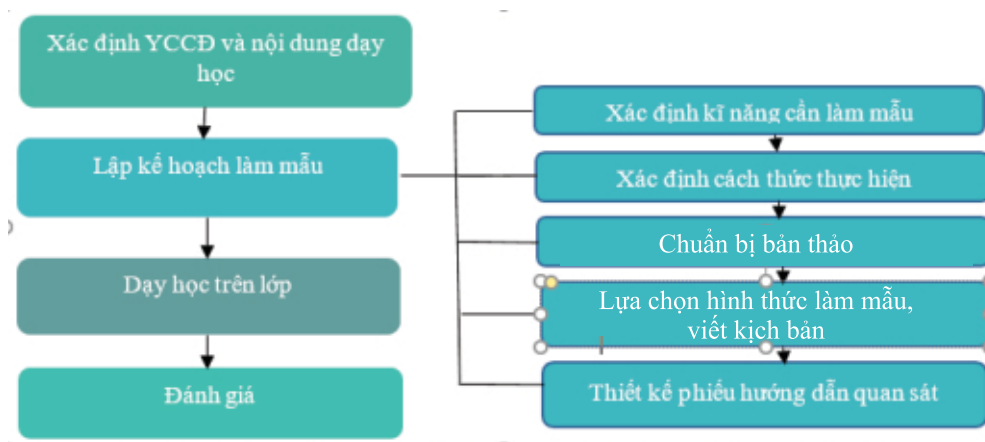 Xác định YCCĐ và nội dung dạy
học
Lập kế hoạch làm mẫu
Dạy học trên lớp
Đánh giá
Xác định kĩ năng cần làm mẫu
Xác định cách thức thực hiện
Chuẩn bị bản thảo
Lựa chọn hình thức làm mẫu,
viết kịch bản
Thiết kế phiếu hướng dẫn quan sát